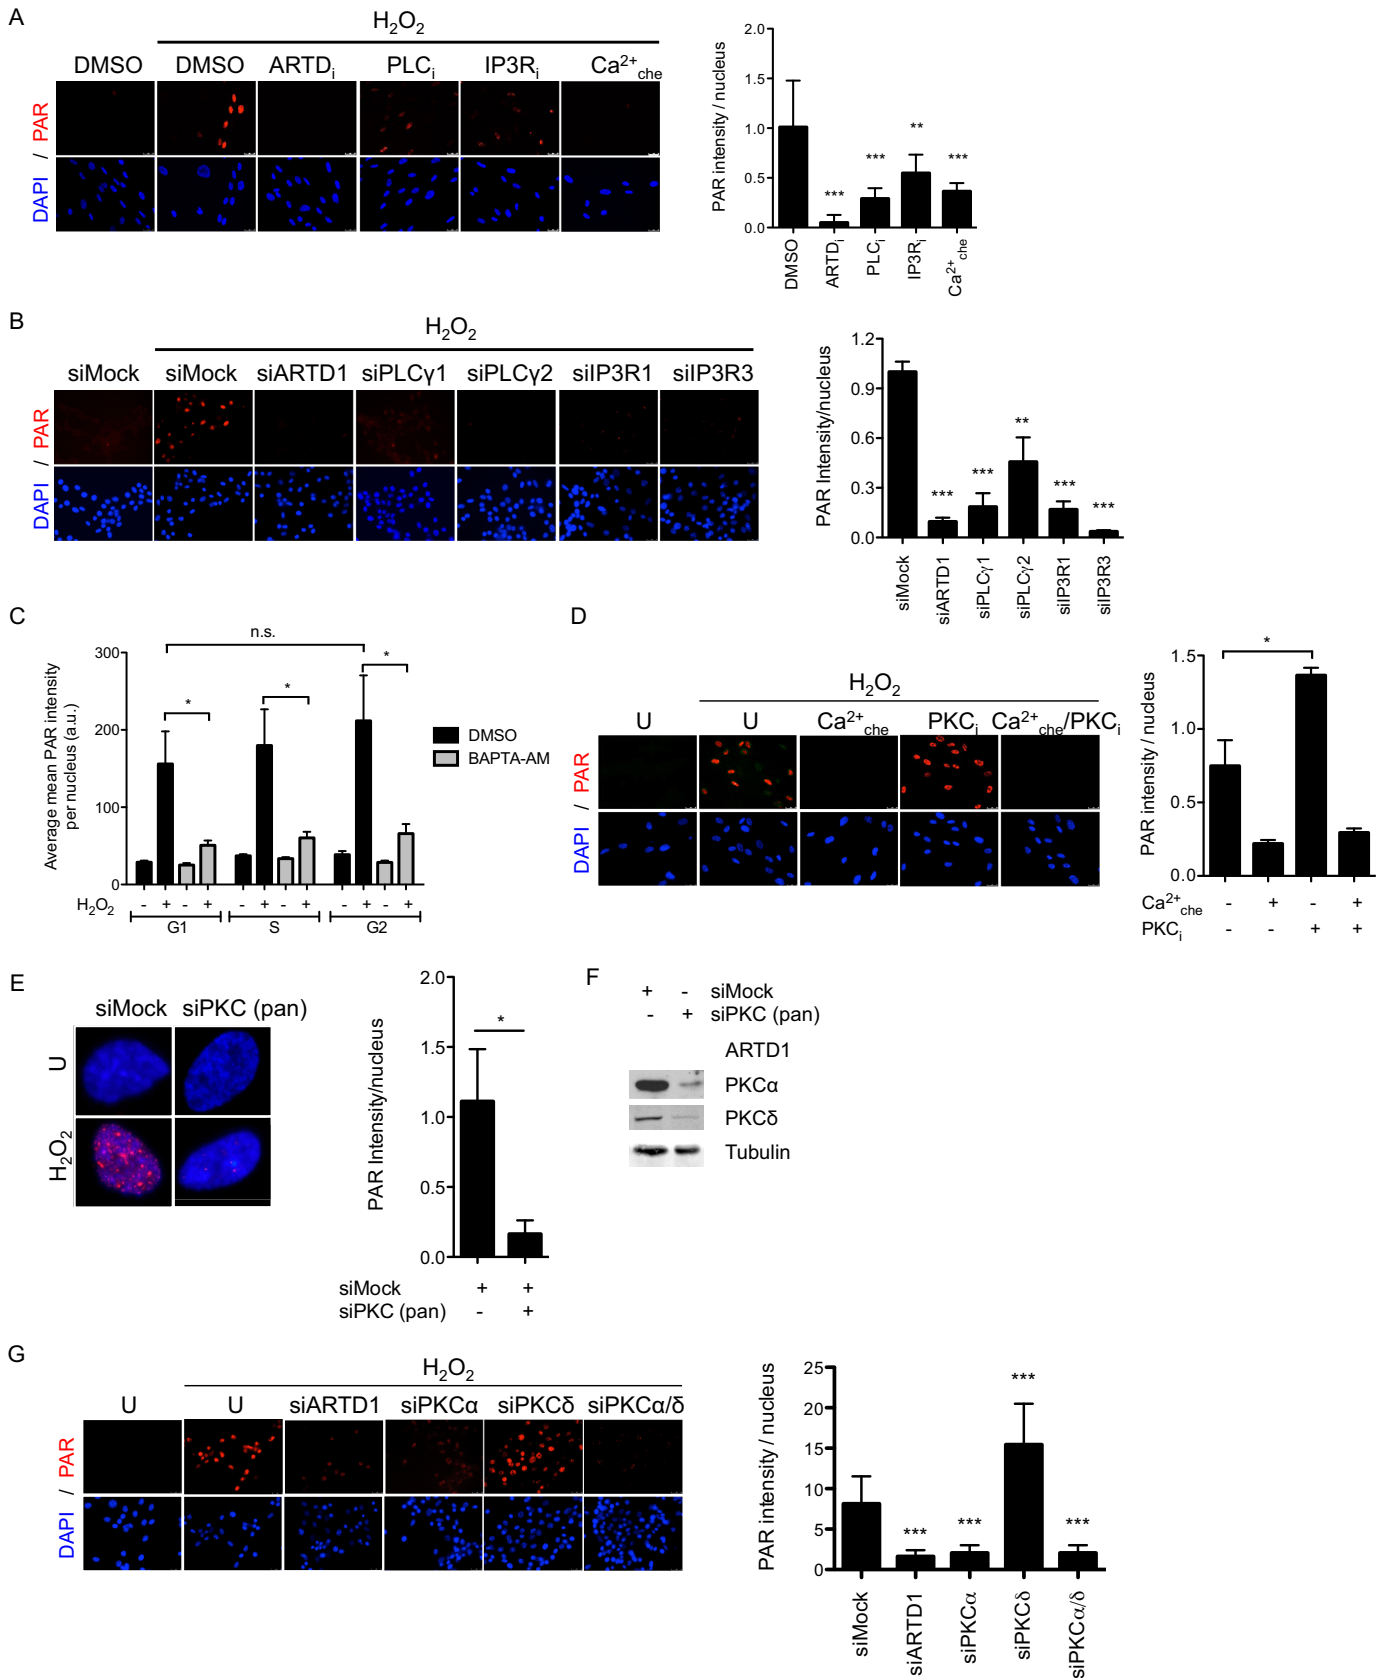 A
H₂O₂
DMSO DMSO ARTDᵢ PLCᵢ IP3Rᵢ Ca²⁺che
DAPI / PAR
PAR intensity / nucleus
2.0
1.5
1.0
0.5
0.0
*** *** ** ***
DMSO ARTDᵢ PLCᵢ IP3Rᵢ Ca²⁺che
B
H₂O₂
siMock siMock siARTD1 siPLCγ1 siPLCγ2 siIP3R1 siIP3R3
DAPI / PAR
PAR Intensity/nucleus
1.2
0.9
0.6
0.3
0.0
*** *** ** *** ***
siMock siARTD1 siPLCγ1 siPLCγ2 siIP3R1 siIP3R3
C
Average mean PAR intensity
per nucleus (a.u.)
300
200
100
0
n.s.
* * *
DMSO
BAPTA-AM
H₂O₂ - + - + - + - + - + - +
G1 S G2
D
H₂O₂
U U Ca²⁺che PKCᵢ Ca²⁺che/PKCᵢ
DAPI / PAR
PAR intensity / nucleus
1.5
1.0
0.5
0.0
*
Ca²⁺che - + - +
PKCᵢ - - + +
E
siMock siPKC (pan)
U
H₂O₂
PAR Intensity/nucleus
2.0
1.5
1.0
0.5
0.0
*
siMock + +
siPKC (pan) - +
F
+ - siMock
- + siPKC (pan)
ARTD1
PKCα
PKCδ
Tubulin
G
H₂O₂
U U siARTD1 siPKCα siPKCδ siPKCα/δ
DAPI / PAR
PAR intensity / nucleus
25
20
15
10
5
0
*** *** *** ***
siMock siARTD1 siPKCα siPKCδ siPKCα/δ